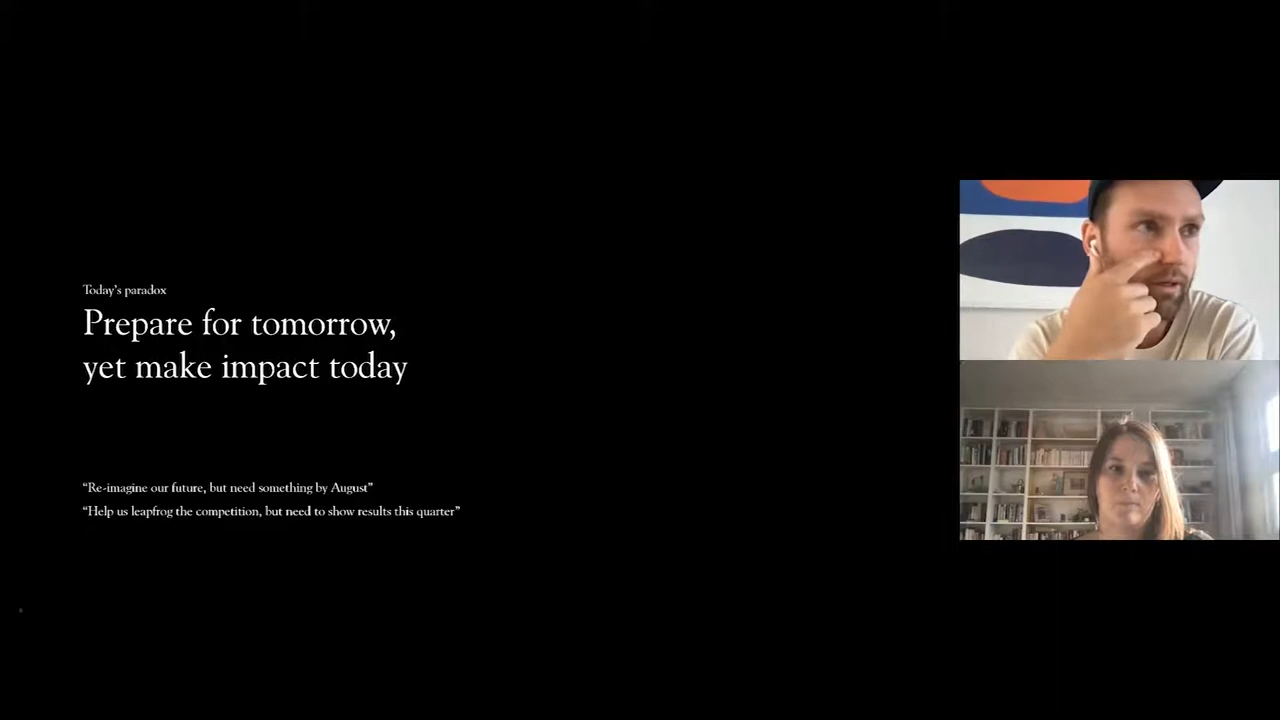 Today’s paradox
Prepare for tomorrow,
yet make impact today
“Re-imagine our future, but need something by August”
“Help us leapfrog the competition, but need to show results this quarter”